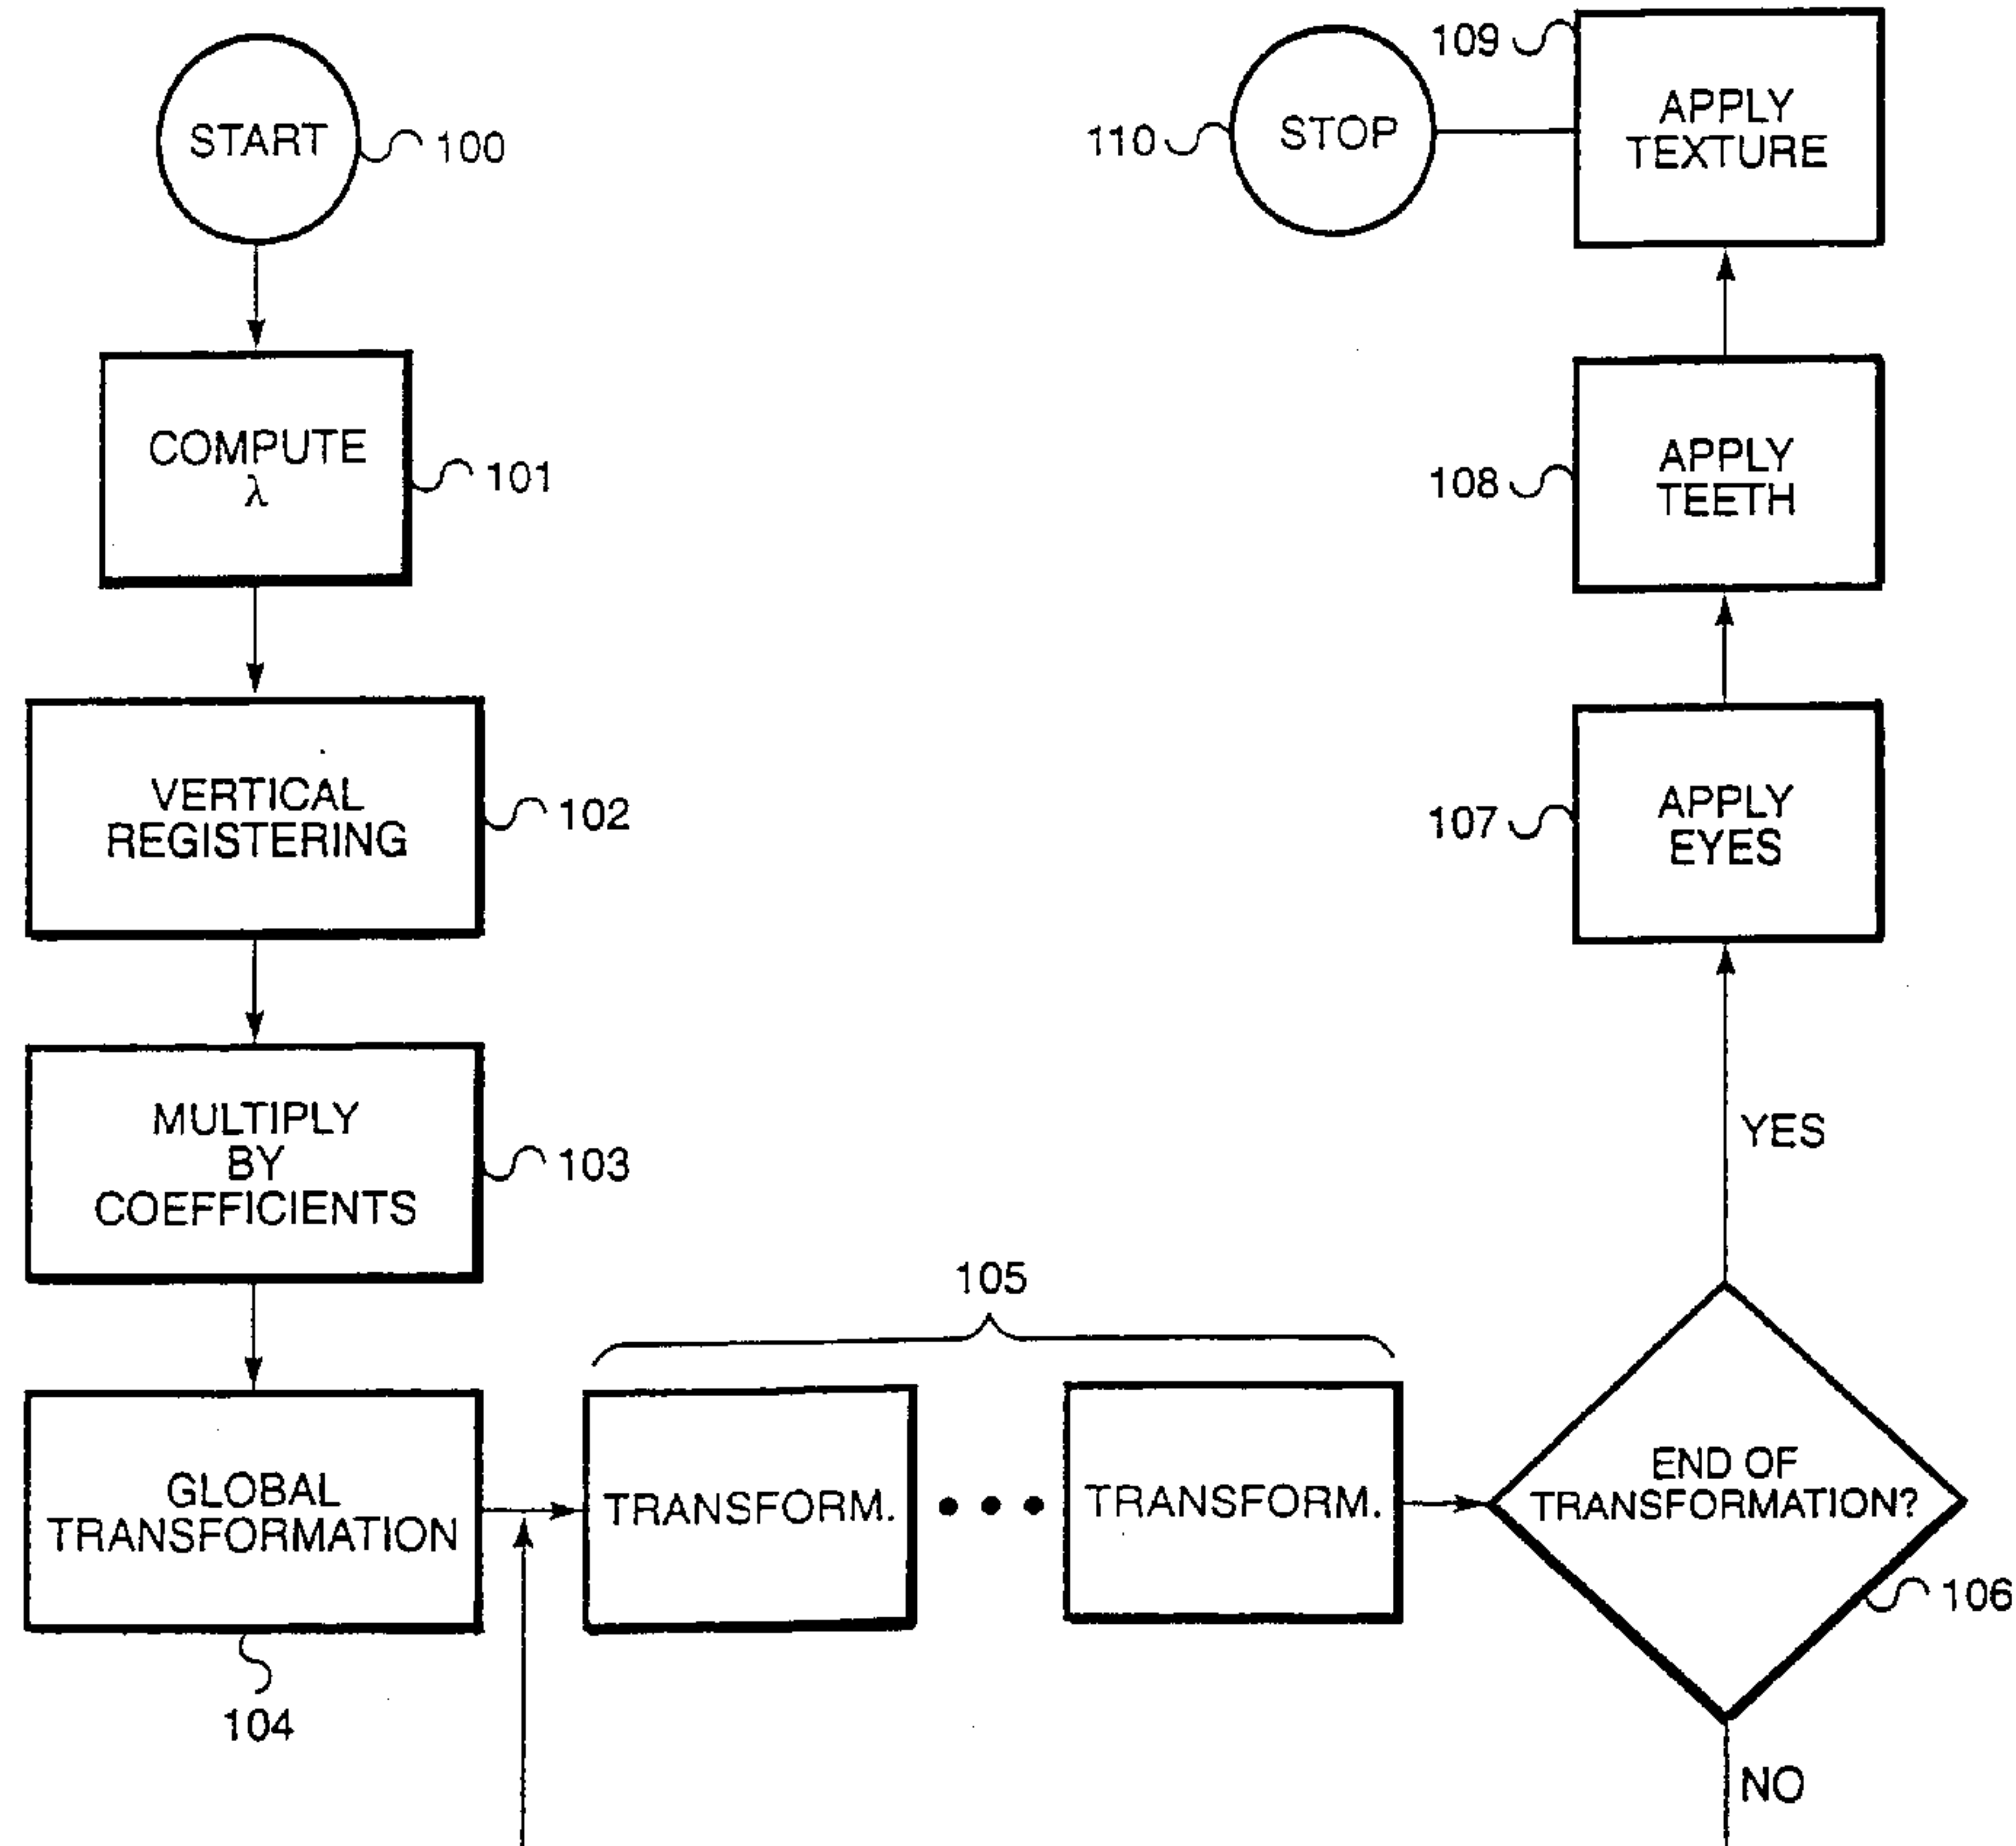 START
100
COMPUTE
λ
101
VERTICAL
REGISTERING
102
MULTIPLY
BY
COEFFICIENTS
103
GLOBAL
TRANSFORMATION
104
105
TRANSFORM.
TRANSFORM.
END OF
TRANSFORMATION?
106
NO
YES
APPLY
EYES
107
APPLY
TEETH
108
APPLY
TEXTURE
109
STOP
110